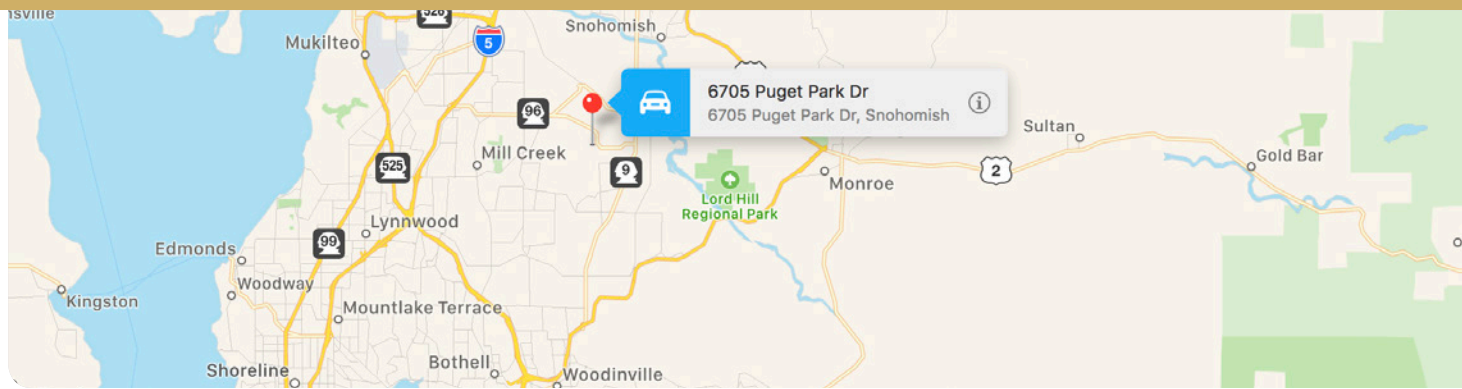 nsville
526
5
Snohomish
Mukilteo
6705 Puget Park Dr
6705 Puget Park Dr, Snohomish
96
Sultan
Mill Creek
Gold Bar
525
9
2
Monroe
Lord Hill
Regional Park
Lynnwood
99
Edmonds
Woodway
Kingston
Mountlake Terrace
Bothell
Shoreline
Woodinville